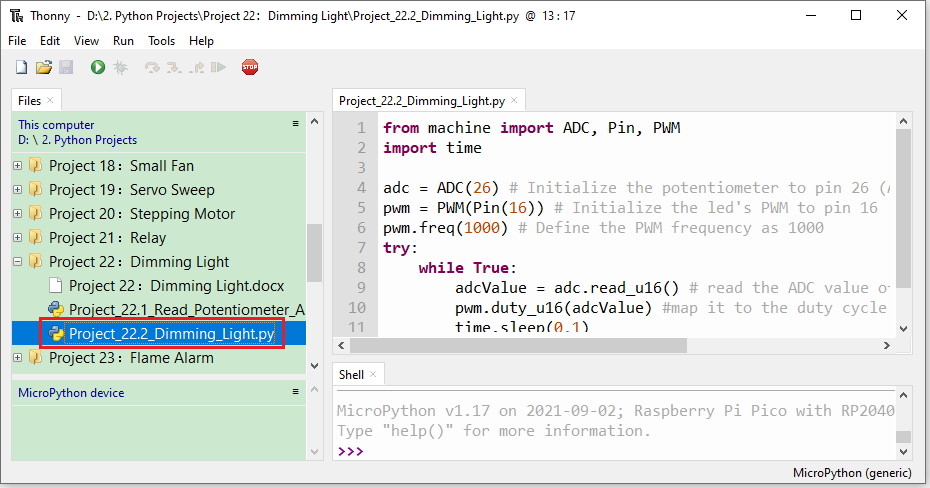 Thonny - D:\2. Python Projects\Project 22：Dimming Light\Project_22.2_Dimming_Light.py @ 13 : 17
File Edit View Run Tools Help
STOP
Files
This computer
D: \ 2. Python Projects
Project 18：Small Fan
Project 19：Servo Sweep
Project 20：Stepping Motor
Project 21：Relay
Project 22：Dimming Light
Project 22：Dimming Light.docx
Project_22.1_Read_Potentiometer_A
Project_22.2_Dimming_Light.py
Project 23：Flame Alarm
MicroPython device
Project_22.2_Dimming_Light.py
1 from machine import ADC, Pin, PWM
2 import time
3
4 adc = ADC(26) # Initialize the potentiometer to pin 26 (A
5 pwm = PWM(Pin(16)) # Initialize the led's PWM to pin 16
6 pwm.freq(1000) # Define the PWM frequency as 1000
7 try:
8 while True:
9 adcValue = adc.read_u16() # read the ADC value o
10 pwm.duty_u16(adcValue) #map it to the duty cycle
11 time.sleep(0.1)
Shell
MicroPython v1.17 on 2021-09-02; Raspberry Pi Pico with RP2040
Type "help()" for more information.
>>>
MicroPython (generic)